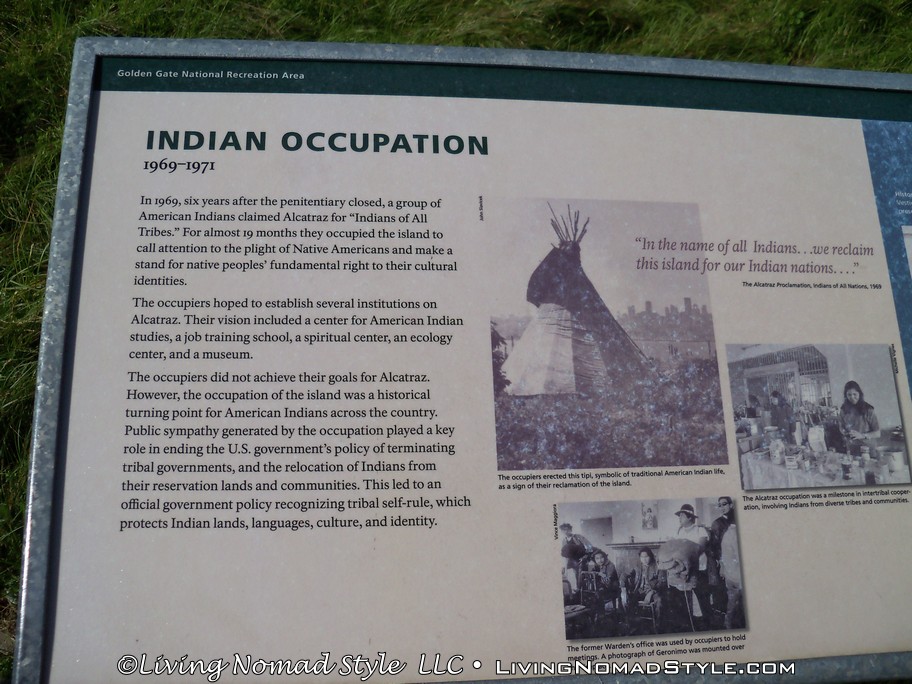 Golden Gate National Recreation Area
INDIAN OCCUPATION
1969–1971
In 1969, six years after the penitentiary closed, a group of
American Indians claimed Alcatraz for “Indians of All
Tribes.” For almost 19 months they occupied the island to
call attention to the plight of Native Americans and make a
stand for native peoples’ fundamental right to their cultural
identities.
The occupiers hoped to establish several institutions on
Alcatraz. Their vision included a center for American Indian
studies, a job training school, a spiritual center, an ecology
center, and a museum.
The occupiers did not achieve their goals for Alcatraz.
However, the occupation of the island was a historical
turning point for American Indians across the country.
Public sympathy generated by the occupation played a key
role in ending the U.S. government’s policy of terminating
tribal governments, and the relocation of Indians from
their reservation lands and communities. This led to an
official government policy recognizing tribal self-rule, which
protects Indian lands, languages, culture, and identity.
“In the name of all Indians. . .we reclaim
this island for our Indian nations. . . .”
The Alcatraz Proclamation, Indians of All Nations, 1969
The occupiers erected this tipi, symbolic of traditional American Indian life,
as a sign of their reclamation of the island.
The Alcatraz occupation was a milestone in intertribal cooper-
ation, involving Indians from diverse tribes and communities.
Vince Maggiora
The former Warden’s office was used by occupiers to hold
meetings. A photograph of Geronimo was mounted over
©Living Nomad Style LLC • LivingNomadStyle.com